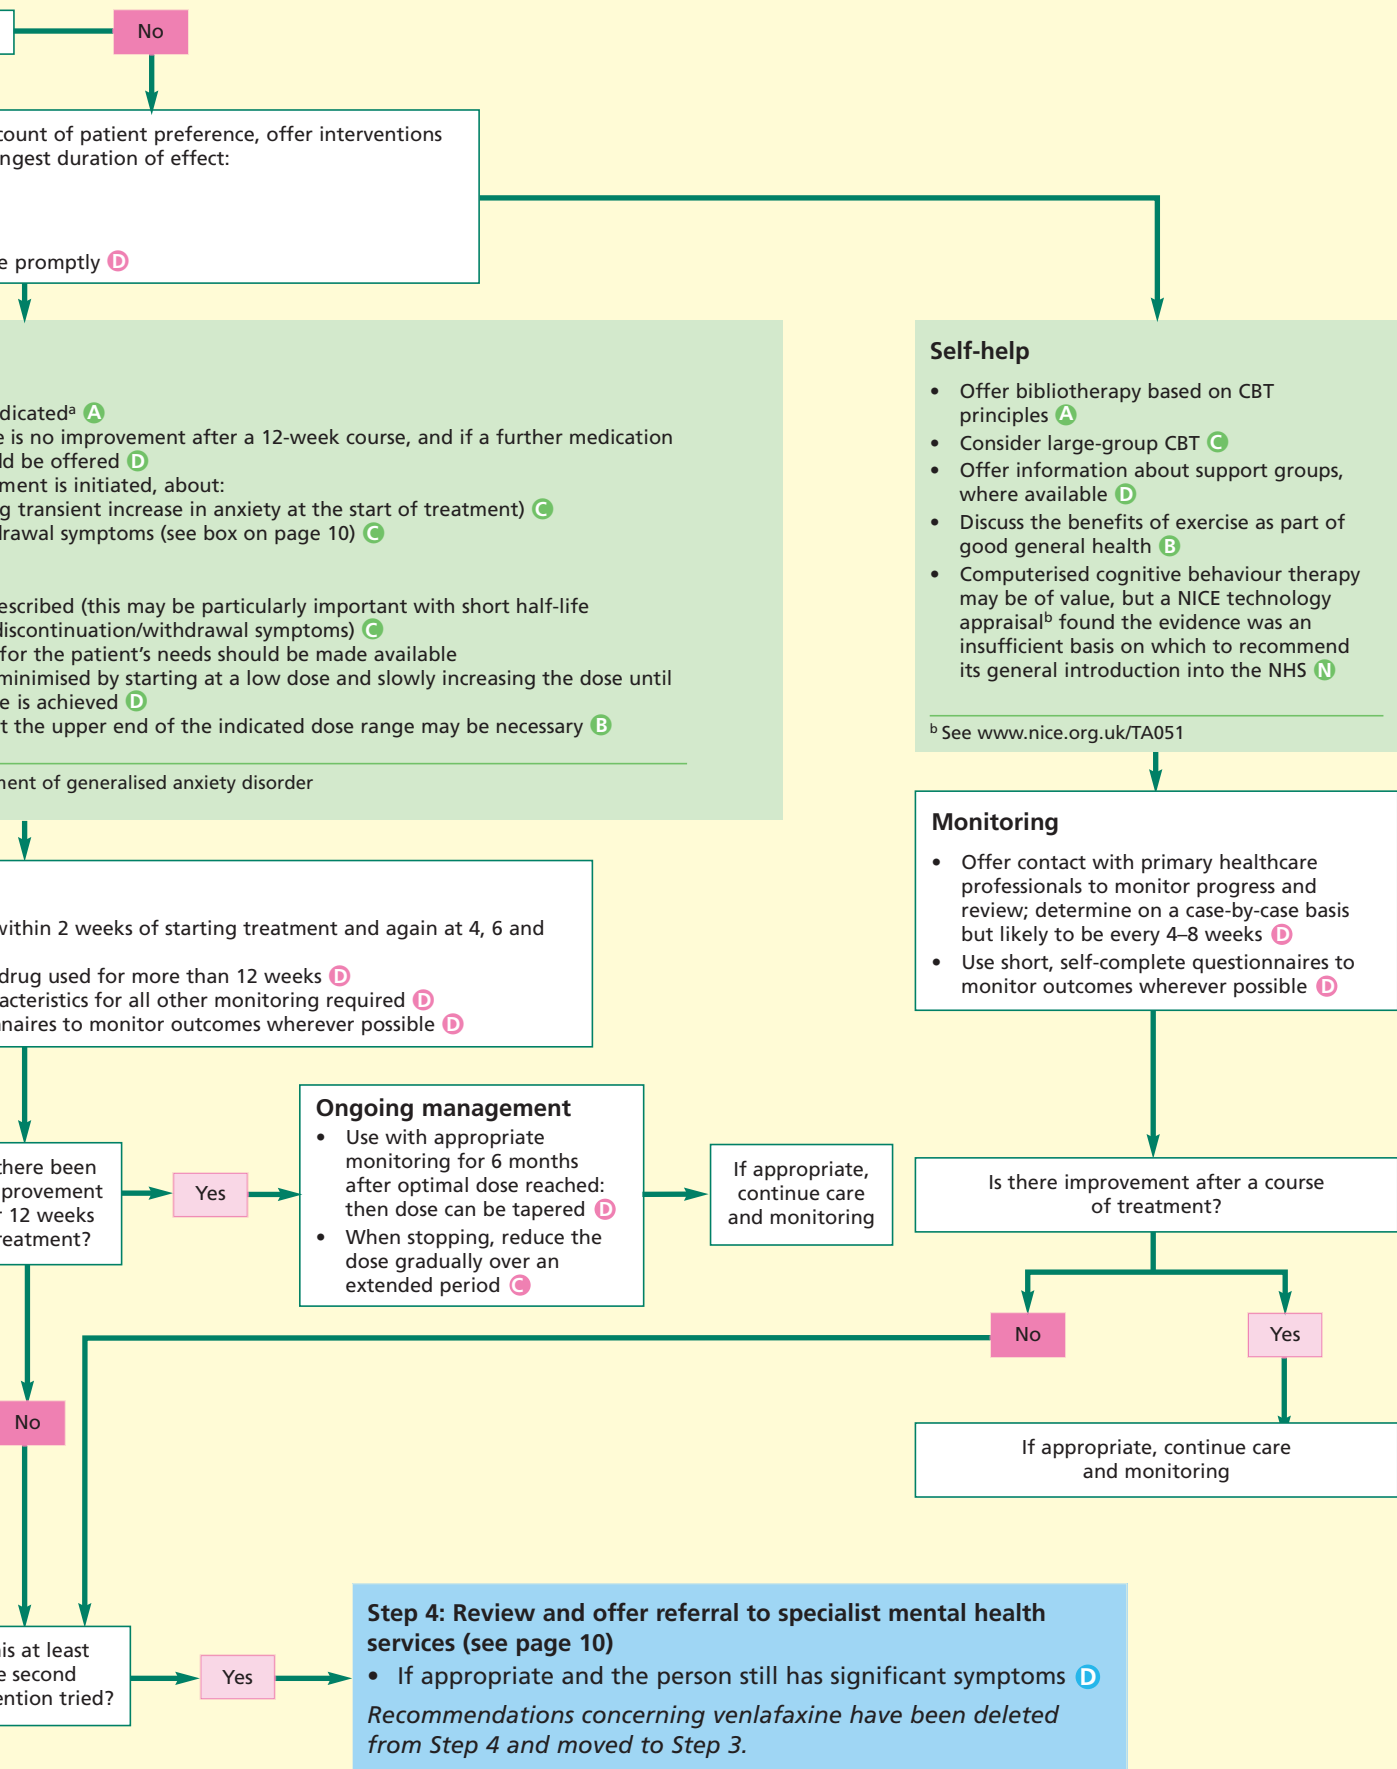 No
count of patient preference, offer interventions
ngest duration of effect:
e promptly D
dicatedª A
e is no improvement after a 12-week course, and if a further medication
ld be offered D
ment is initiated, about:
g transient increase in anxiety at the start of treatment) C
drawal symptoms (see box on page 10) C
escribed (this may be particularly important with short half-life
discontinuation/withdrawal symptoms) C
for the patient's needs should be made available
minimised by starting at a low dose and slowly increasing the dose until
e is achieved D
t the upper end of the indicated dose range may be necessary B
ment of generalised anxiety disorder
Self-help
• Offer bibliotherapy based on CBT
principles A
• Consider large-group CBT C
• Offer information about support groups,
where available D
• Discuss the benefits of exercise as part of
good general health B
• Computerised cognitive behaviour therapy
may be of value, but a NICE technology
appraisalᵇ found the evidence was an
insufficient basis on which to recommend
its general introduction into the NHS N
ᵇ See www.nice.org.uk/TA051
within 2 weeks of starting treatment and again at 4, 6 and
drug used for more than 12 weeks D
acteristics for all other monitoring required D
nnaires to monitor outcomes wherever possible D
Monitoring
• Offer contact with primary healthcare
professionals to monitor progress and
review; determine on a case-by-case basis
but likely to be every 4–8 weeks D
• Use short, self-complete questionnaires to
monitor outcomes wherever possible D
there been
provement
r 12 weeks
reatment?
Yes
Ongoing management
• Use with appropriate
monitoring for 6 months
after optimal dose reached:
then dose can be tapered D
• When stopping, reduce the
dose gradually over an
extended period C
If appropriate,
continue care
and monitoring
Is there improvement after a course
of treatment?
No
Yes
No
If appropriate, continue care
and monitoring
his at least
e second
ention tried?
Yes
Step 4: Review and offer referral to specialist mental health
services (see page 10)
• If appropriate and the person still has significant symptoms D
Recommendations concerning venlafaxine have been deleted
from Step 4 and moved to Step 3.